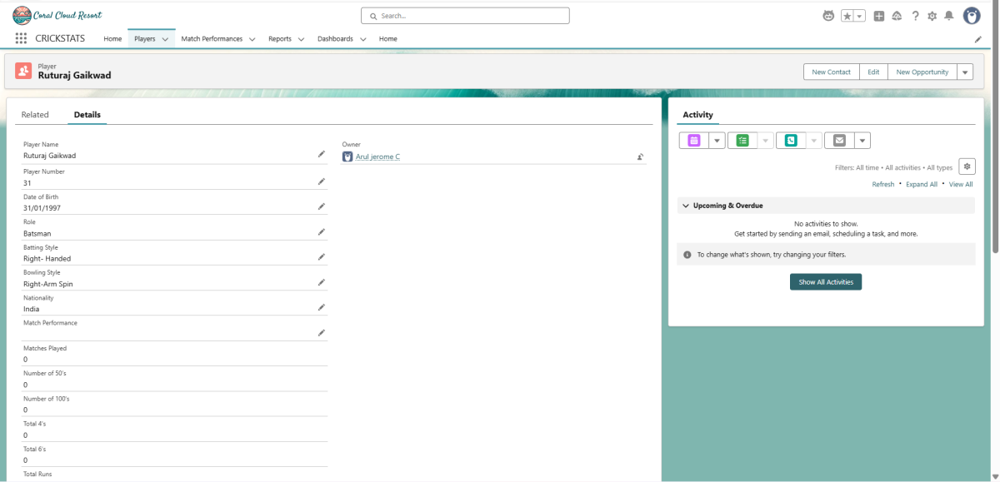 Coral Cloud Resort
Search...
CRICKSTATS
Home
Players
Match Performances
Reports
Dashboards
Home
Player
Ruturaj Gaikwad
New Contact
Edit
New Opportunity
Related
Details
Player Name
Ruturaj Gaikwad
Player Number
31
Date of Birth
31/01/1997
Role
Batsman
Batting Style
Right- Handed
Bowling Style
Right-Arm Spin
Nationality
India
Match Performance
Matches Played
0
Number of 50's
0
Number of 100's
0
Total 4's
0
Total 6's
0
Total Runs
Owner
Arul jerome C
Activity
Filters: All time • All activities • All types
Refresh • Expand All • View All
Upcoming & Overdue
No activities to show.
Get started by sending an email, scheduling a task, and more.
To change what's shown, try changing your filters.
Show All Activities